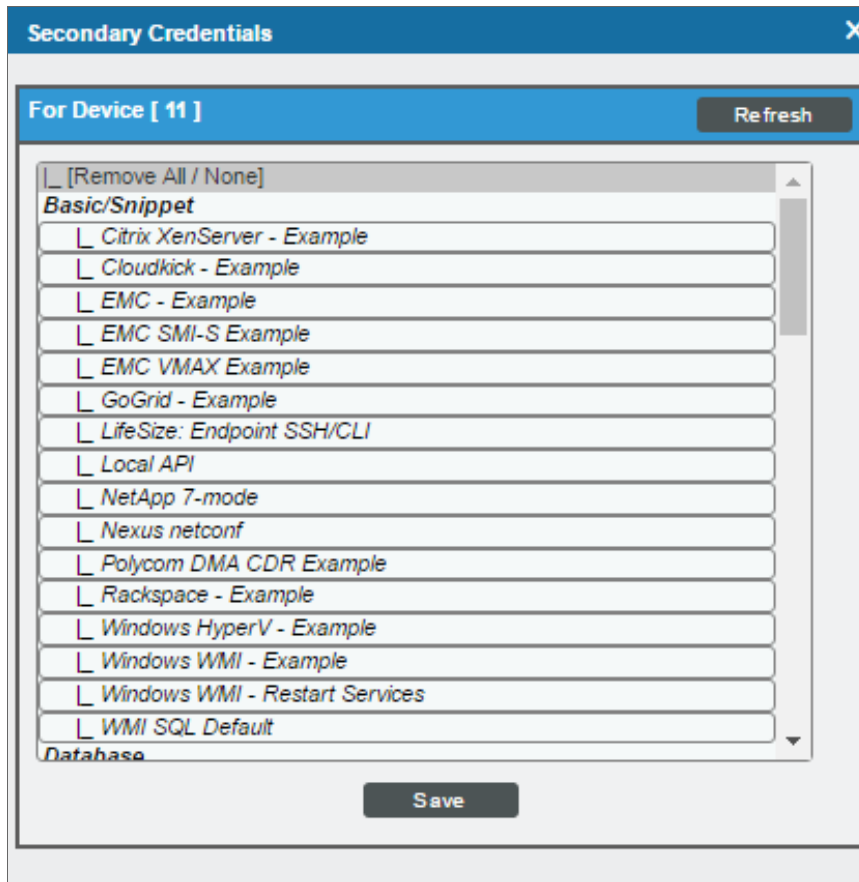 Secondary Credentials X
For Device [ 11 ] Refresh
|_ [Remove All / None]
Basic/Snippet
|_ Citrix XenServer - Example
|_ Cloudkick - Example
|_ EMC - Example
|_ EMC SMI-S Example
|_ EMC VMAX Example
|_ GoGrid - Example
|_ LifeSize: Endpoint SSH/CLI
|_ Local API
|_ NetApp 7-mode
|_ Nexus netconf
|_ Polycom DMA CDR Example
|_ Rackspace - Example
|_ Windows HyperV - Example
|_ Windows WMI - Example
|_ Windows WMI - Restart Services
|_ WMI SQL Default
Database
Save